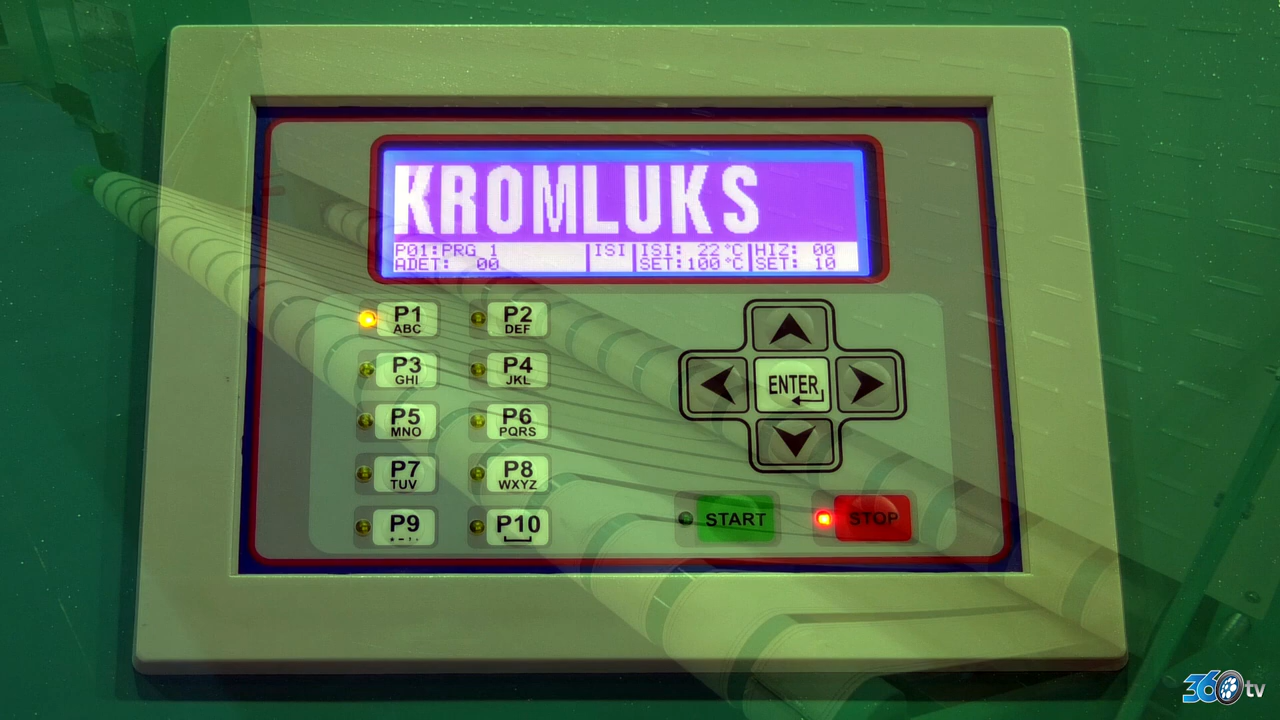 KROMLUKS
P01:PRG 1 ISI ISI: 22 °C HIZ: 00
ADET: 00 SET:100 °C SET: 10
P1 P2
ABC DEF
P3 P4
GHI JKL
ENTER
P5 P6
MNO PQRS
P7 P8
TUV WXYZ
P9 P10
START STOP
360tv